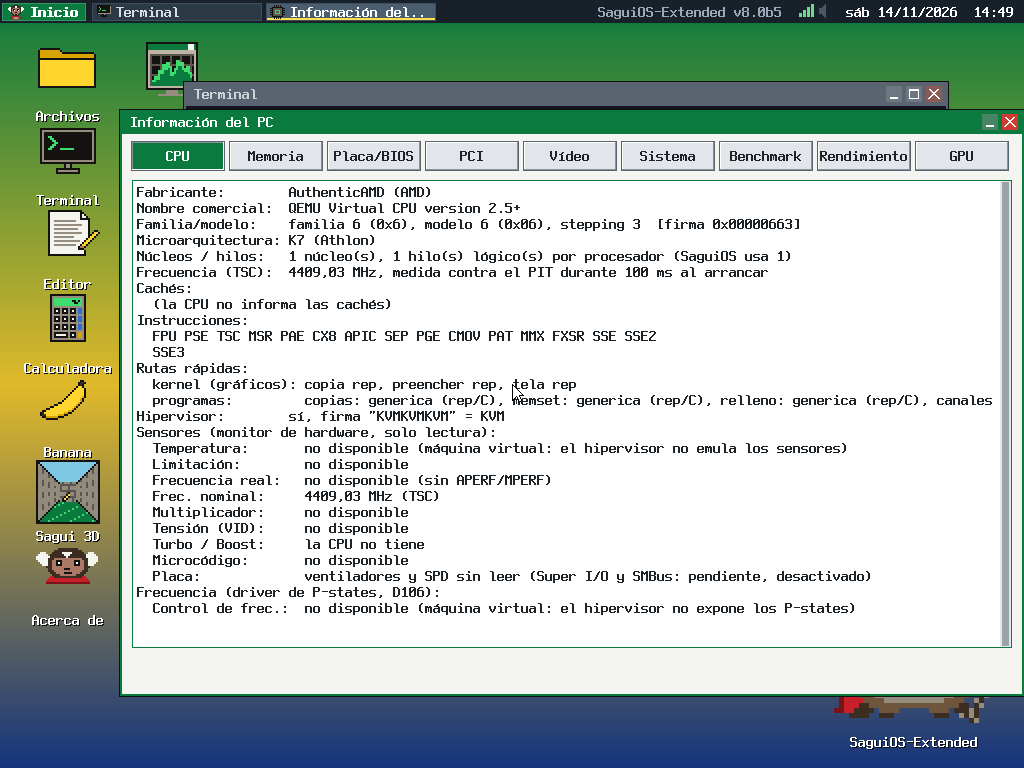 Inicio
Terminal
Información del..
SaguiOS-Extended v8.0b5
sáb 14/11/2026
14:49
Archivos
Terminal
Editor
Calculadora
Banana
Sagui 3D
Acerca de
Terminal
Información del PC
CPU
Memoria
Placa/BIOS
PCI
Vídeo
Sistema
Benchmark
Rendimiento
GPU
Fabricante: AuthenticAMD (AMD)
Nombre comercial: QEMU Virtual CPU version 2.5+
Familia/modelo: familia 6 (0x6), modelo 6 (0x06), stepping 3 [firma 0x00000663]
Microarquitectura: K7 (Athlon)
Núcleos / hilos: 1 núcleo(s), 1 hilo(s) lógico(s) por procesador (SaguiOS usa 1)
Frecuencia (TSC): 4409,03 MHz, medida contra el PIT durante 100 ms al arrancar
Cachés:
(la CPU no informa las cachés)
Instrucciones:
FPU PSE TSC MSR PAE CX8 APIC SEP PGE CMOV PAT MMX FXSR SSE SSE2
SSE3
Rutas rápidas:
kernel (gráficos): copia rep, preencher rep, tela rep
programas: copias: generica (rep/C), memset: generica (rep/C), relleno: generica (rep/C), canales
Hipervisor: sí, firma "KVMKVMKVM" = KVM
Sensores (monitor de hardware, solo lectura):
Temperatura: no disponible (máquina virtual: el hipervisor no emula los sensores)
Limitación: no disponible
Frecuencia real: no disponible (sin APERF/MPERF)
Frec. nominal: 4409,03 MHz (TSC)
Multiplicador: no disponible
Tensión (VID): no disponible
Turbo / Boost: la CPU no tiene
Microcódigo: no disponible
Placa: ventiladores y SPD sin leer (Super I/O y SMBus: pendiente, desactivado)
Frecuencia (driver de P-states, D106):
Control de frec.: no disponible (máquina virtual: el hipervisor no expone los P-states)
SaguiOS-Extended